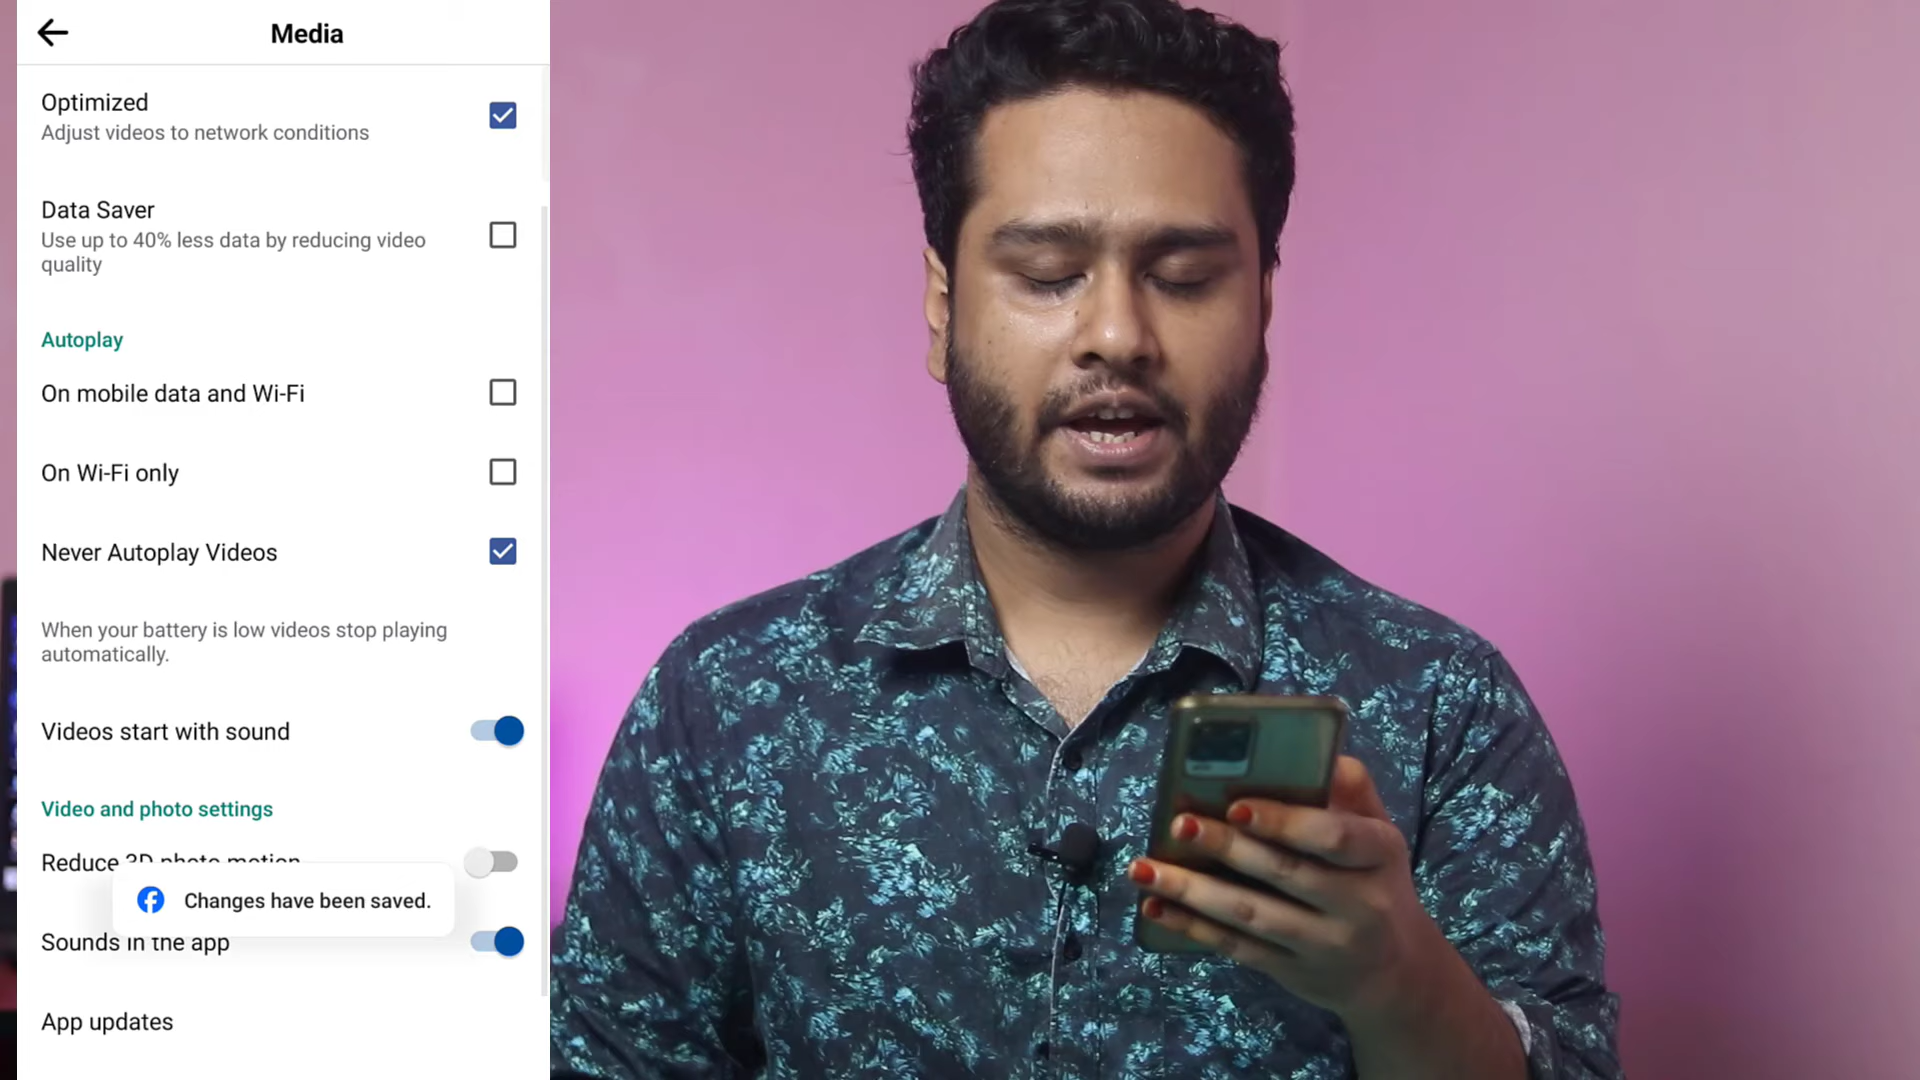 Media
Optimized
Adjust videos to network conditions
Data Saver
Use up to 40% less data by reducing video
quality
Autoplay
On mobile data and Wi-Fi
On Wi-Fi only
Never Autoplay Videos
When your battery is low videos stop playing
automatically.
Videos start with sound
Video and photo settings
Reduce 3D photo motion
Changes have been saved.
Sounds in the app
App updates